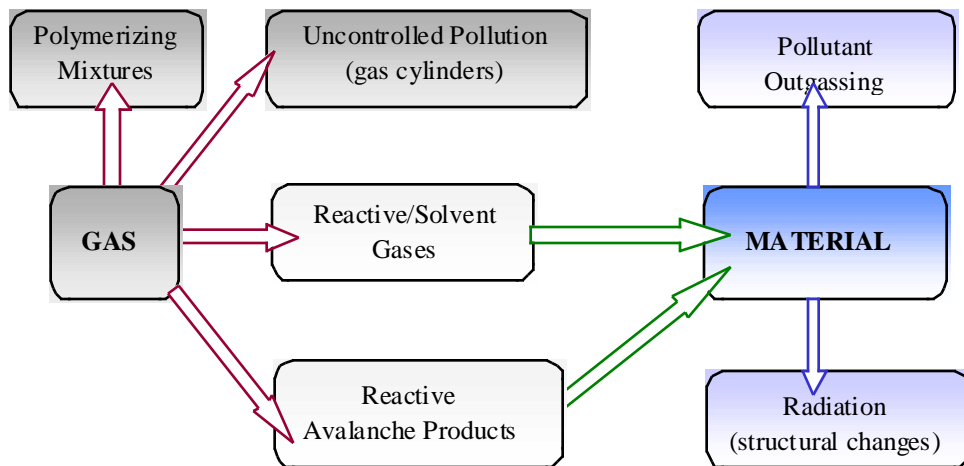 Polymerizing
Mixtures
Uncontrolled Pollution
(gas cylinders)
Pollutant
Outgassing
GAS
Reactive/Solvent
Gases
MATERIAL
Reactive
Avalanche Products
Radiation
(structural changes)